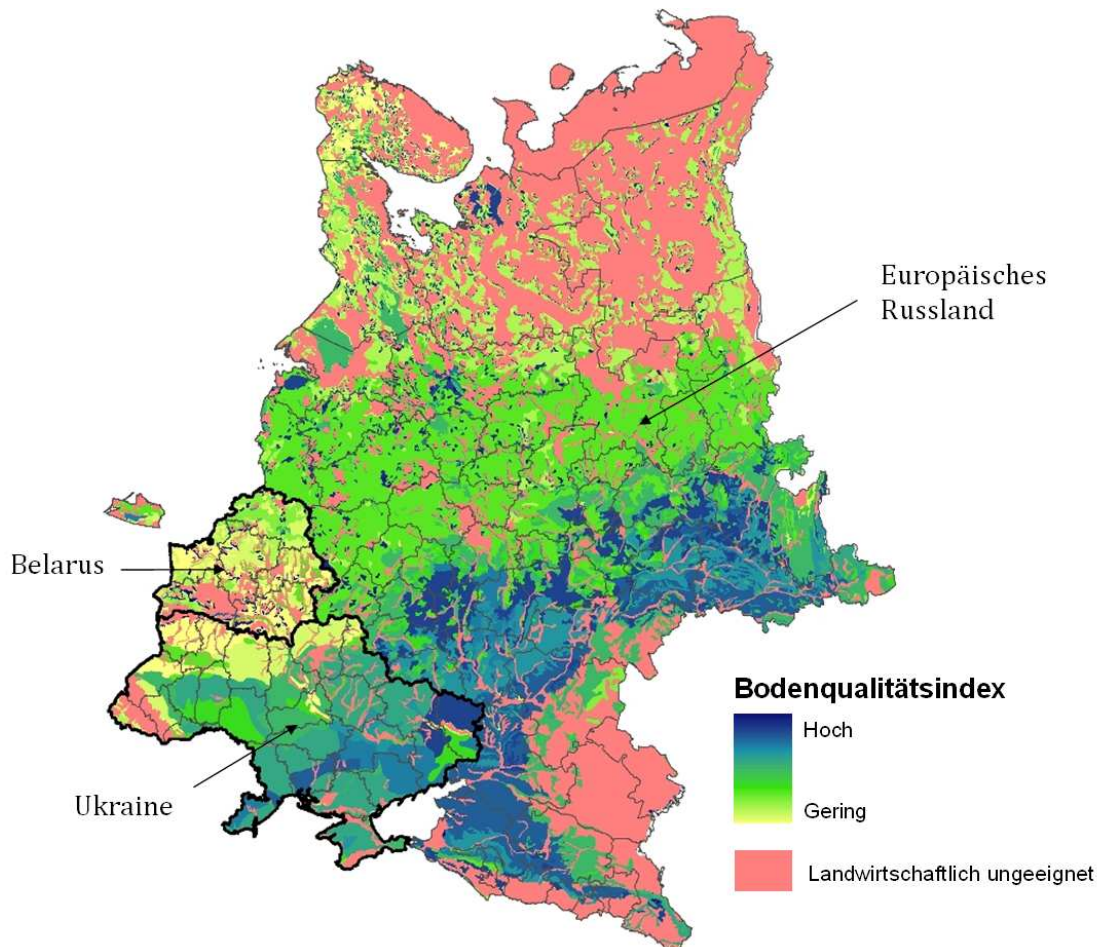 Europäisches
Russland
Belarus
Ukraine
Bodenqualitätsindex
Hoch
Gering
Landwirtschaftlich ungeeignet